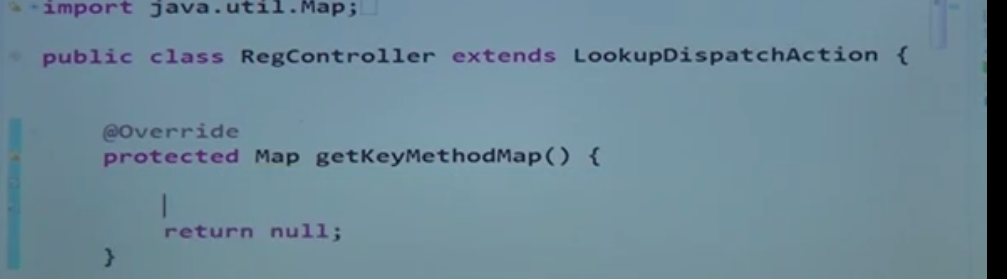 import java.util.Map;
public class RegController extends LookupDispatchAction {
@Override
protected Map getKeyMethodMap() {
return null;
}